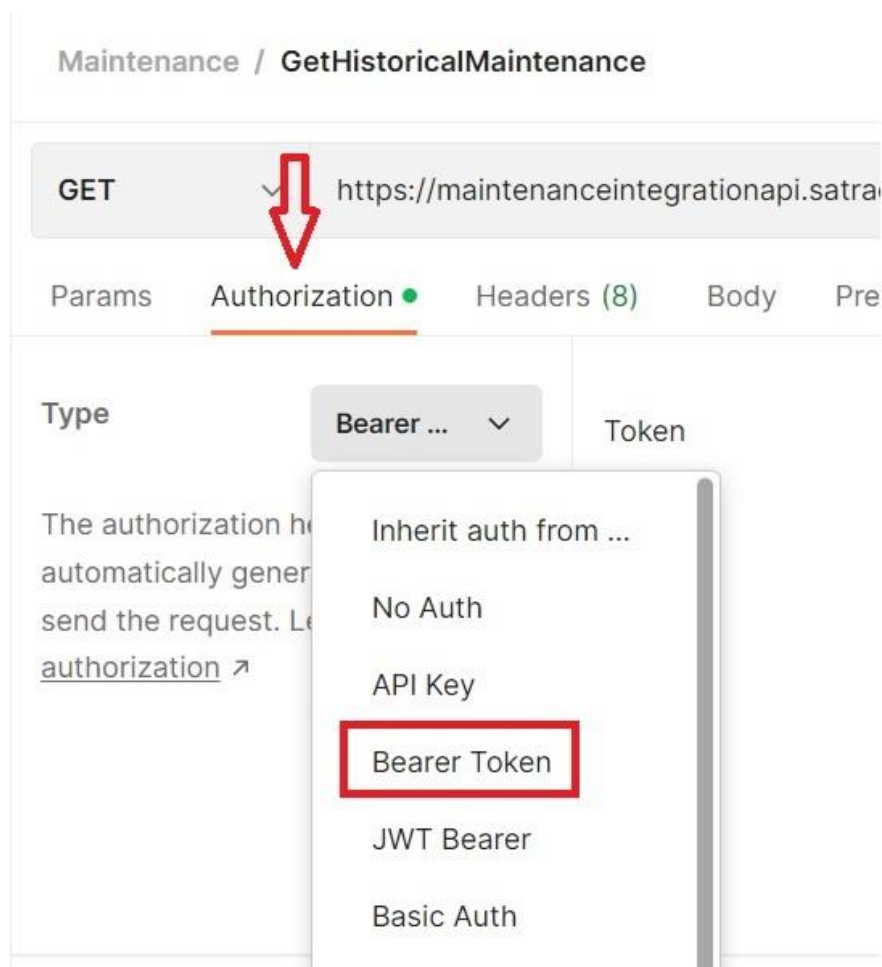 Maintenance / GetHistoricalMaintenance
GET https://maintenanceintegrationapi.satra
Params Authorization Headers (8) Body Pre
Type Bearer ... Token
The authorization h
automatically gener
send the request. L
authorization ↗
Inherit auth from ...
No Auth
API Key
Bearer Token
JWT Bearer
Basic Auth